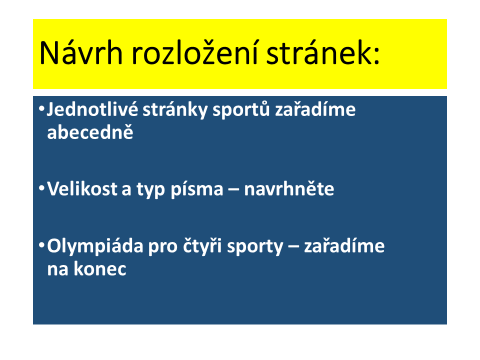 Návrh rozložení stránek:
•Jednotlivé stránky sportů zařadíme
abecedně
•Velikost a typ písma – navrhněte
•Olympiáda pro čtyři sporty – zařadíme
na konec